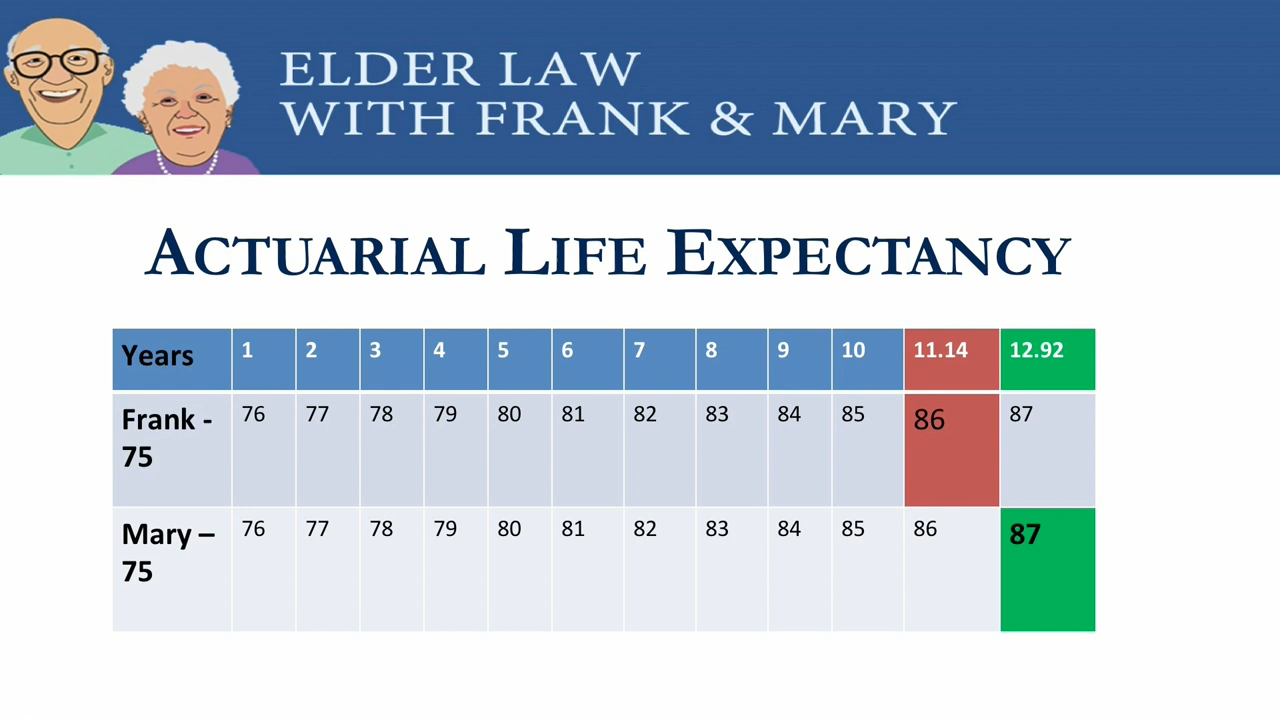 ELDER LAW
WITH FRANK & MARY
ACTUARIAL LIFE EXPECTANCY
Years 1 2 3 4 5 6 7 8 9 10 11.14 12.92
Frank - 76 77 78 79 80 81 82 83 84 85 86 87
75
Mary – 76 77 78 79 80 81 82 83 84 85 86 87
75